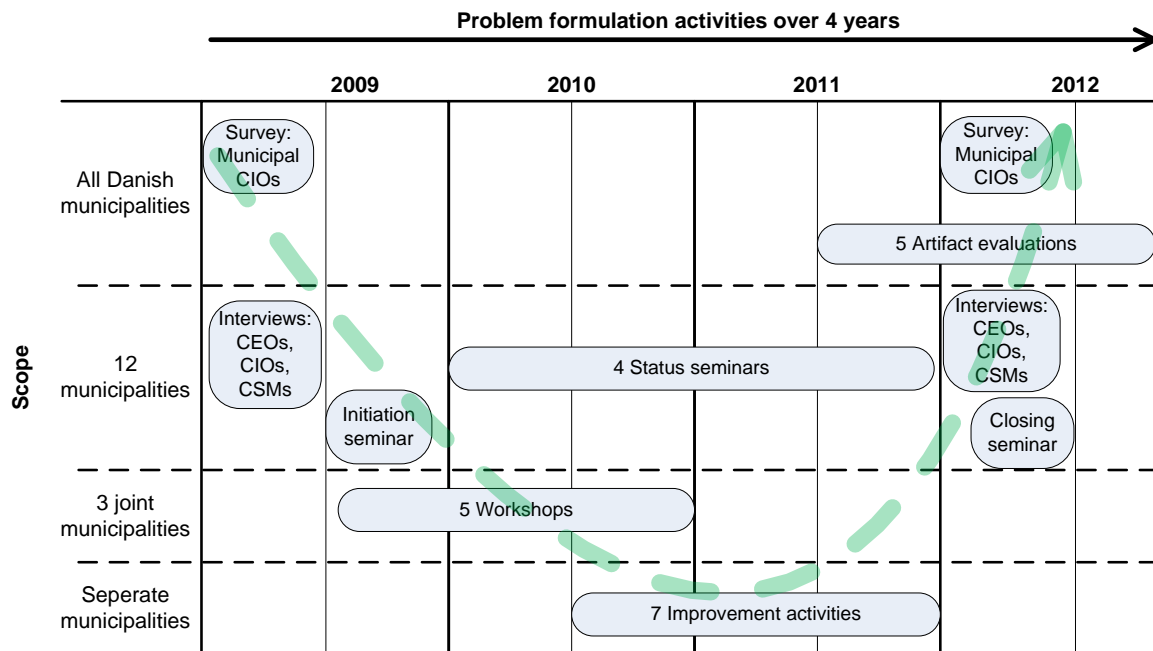 Problem formulation activities over 4 years
2009
2010
2011
2012
Scope
All Danish
municipalities
Survey:
Municipal
CIOs
Survey:
Municipal
CIOs
5 Artifact evaluations
12
municipalities
Interviews:
CEOs,
CIOs,
CSMs
Initiation
seminar
4 Status seminars
Interviews:
CEOs,
CIOs,
CSMs
Closing
seminar
3 joint
municipalities
5 Workshops
Seperate
municipalities
7 Improvement activities